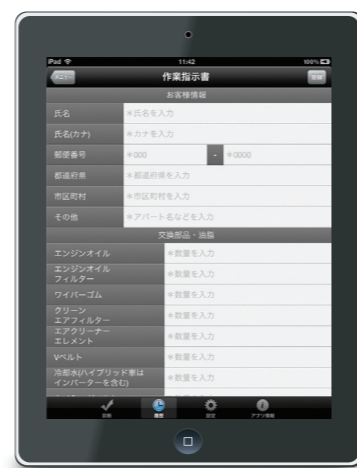 iPad 11:42 100%
メニュー 作業指示書 登録
お客様情報
氏名 *氏名を入力
氏名(カナ) *カナを入力
郵便番号 *000 - *0000
都道府県 *都道府県を入力
市区町村 *市区町村を入力
その他 *アパート名などを入力
交換部品・油脂
エンジンオイル *数量を入力
エンジンオイル
フィルター *数量を入力
ワイパーゴム *数量を入力
クリーン
エアフィルター *数量を入力
エアクリーナー
エレメント *数量を入力
Vベルト *数量を入力
冷却水(ハイブリッド車は
インバーターを含む) *数量を入力
診断 履歴 設定 アプリ情報